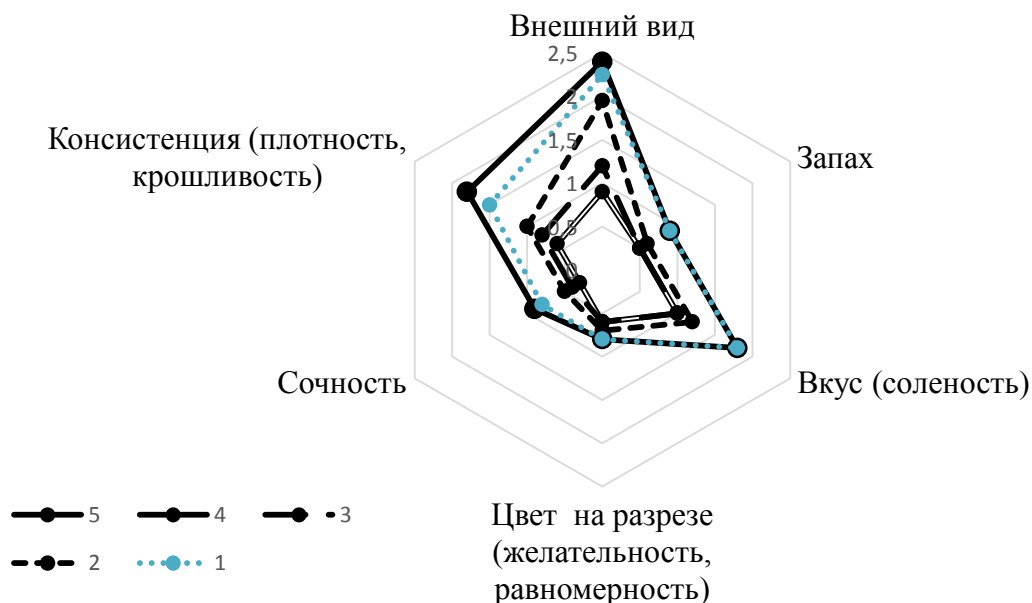 Внешний вид
2,5
2
1,5
1
0,5
0
Консистенция (плотность,
крошливость)
Запах
Сочность
Вкус (соленость)
Цвет на разрезе
(желательность,
равномерность)
5 4 3
2 1